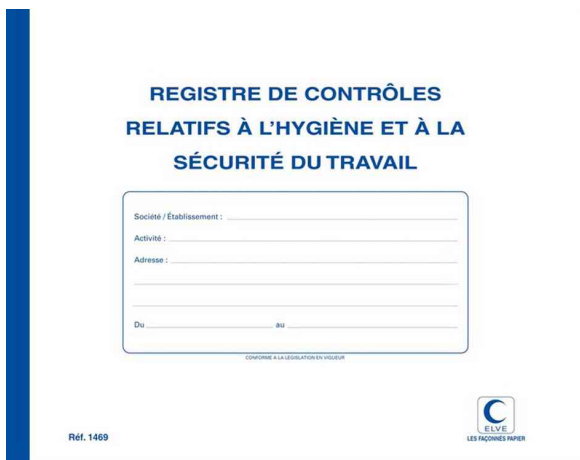 REGISTRE DE CONTRÔLES
RELATIFS À L'HYGIÈNE ET À LA
SÉCURITÉ DU TRAVAIL
Société / Établissement :
Activité :
Adresse :
Du au
CONFORME A LA LEGISLATION EN VIGUEUR
ELVE
Réf. 1469
LES FAÇONNÉS PAPIER